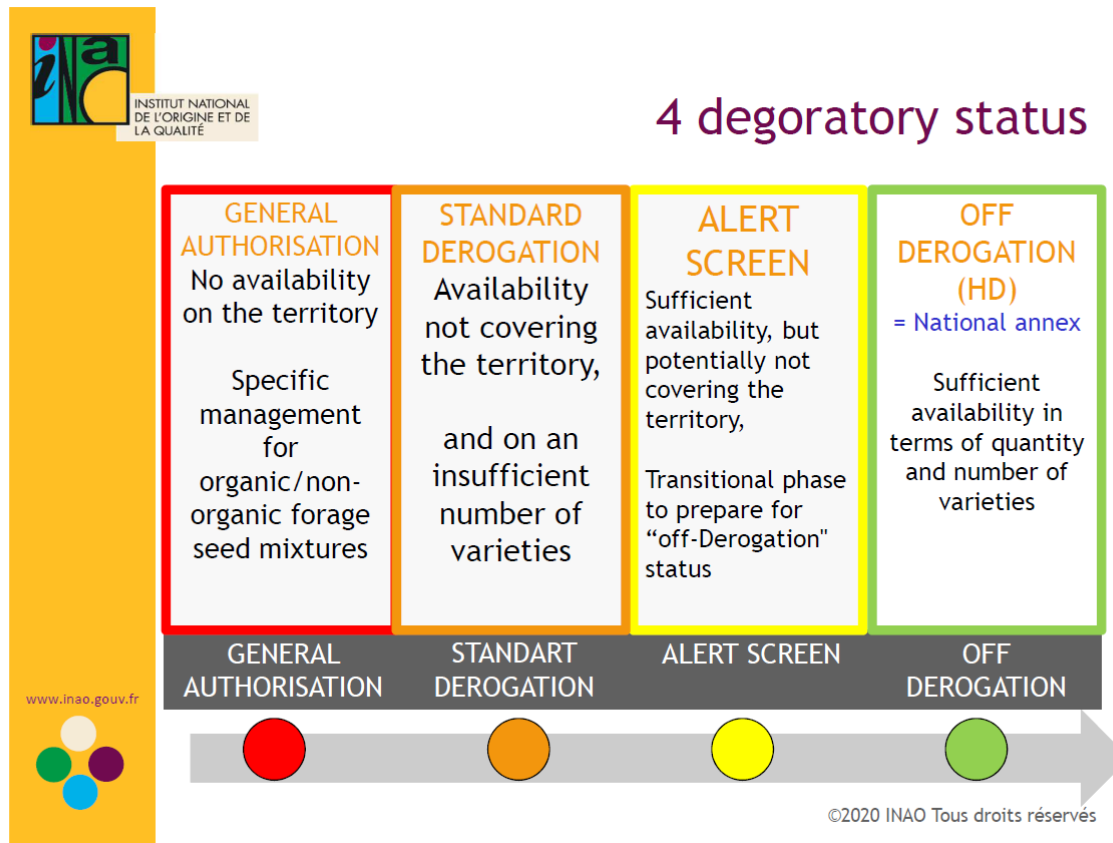 iNAO
INSTITUT NATIONAL
DE L'ORIGINE ET DE
LA QUALITÉ
4 degoratory status
GENERAL
AUTHORISATION
No availability
on the territory
Specific
management
for
organic/non-
organic forage
seed mixtures
STANDARD
DEROGATION
Availability
not covering
the territory,
and on an
insufficient
number of
varieties
ALERT
SCREEN
Sufficient
availability, but
potentially not
covering the
territory,
Transitional phase
to prepare for
“off-Derogation"
status
OFF
DEROGATION
(HD)
= National annex
Sufficient
availability in
terms of quantity
and number of
varieties
GENERAL
AUTHORISATION
STANDART
DEROGATION
ALERT SCREEN
OFF
DEROGATION
www.inao.gouv.fr
©2020 INAO Tous droits réservés